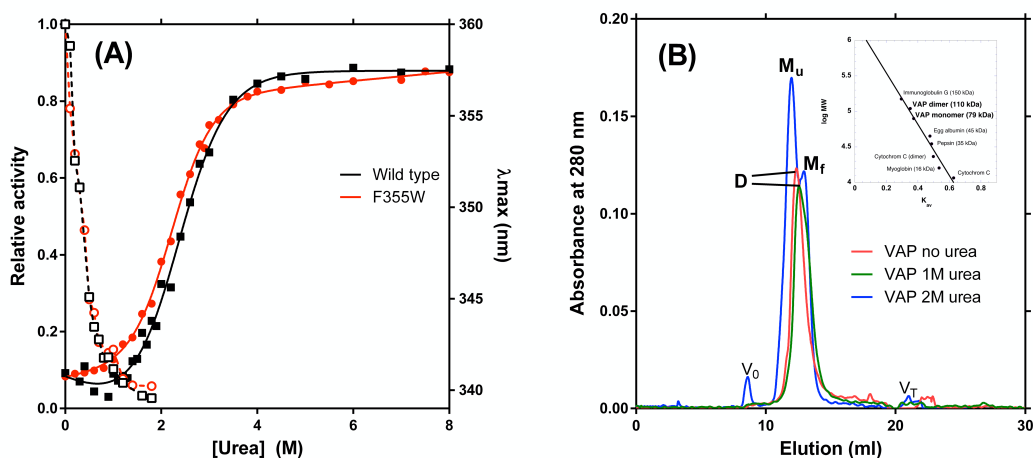 (A)
Relative activity
1.0
0.8
0.6
0.4
0.2
0.0
0
2
4
6
8
[Urea] (M)
360
355
350
345
340
λmax (nm)
Wild type
F355W
(B)
Absorbance at 280 nm
0.20
0.15
0.10
0.05
0.00
0
10
20
30
Elution (ml)
Mu
Mf
D
V0
VT
VAP no urea
VAP 1M urea
VAP 2M urea
log MW
6
5.5
5
4.5
4
0
0.2
0.4
0.6
0.8
Kav
Immunoglobulin G (150 kDa)
VAP dimer (110 kDa)
VAP monomer (79 kDa)
Egg albumin (45 kDa)
Pepsin (35 kDa)
Cytochrom C (dimer)
Myoglobin (16 kDa)
Cytochrom C